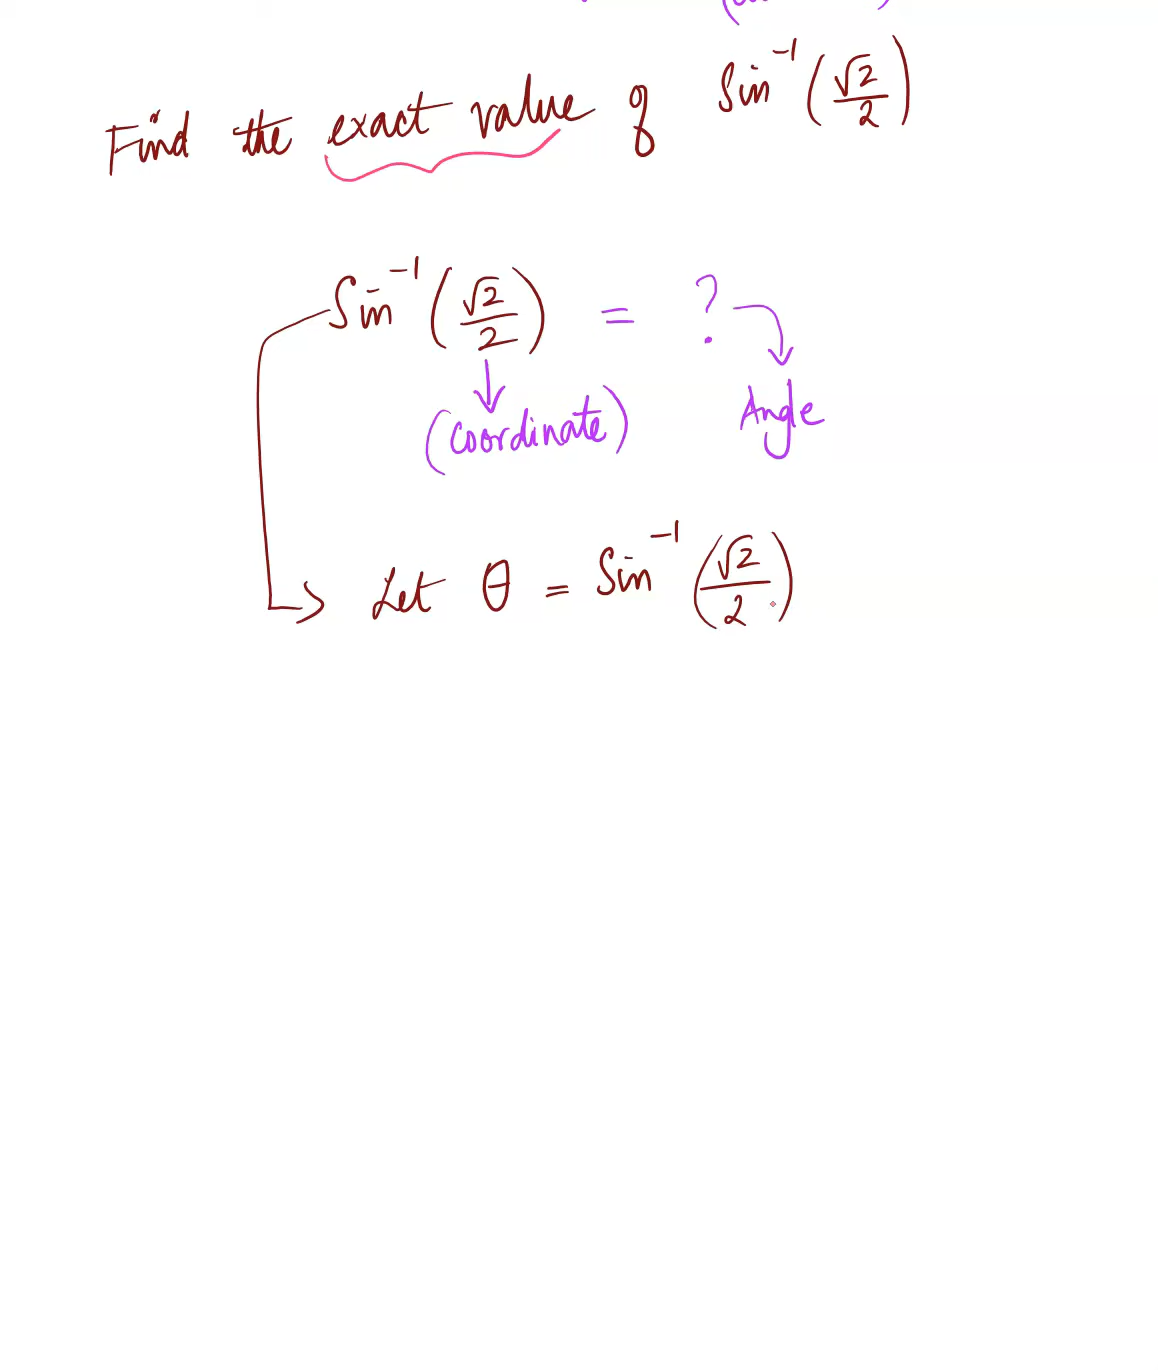 Find the exact value of Sin⁻¹(√2/2)
Sin⁻¹(√2/2) = ?
(coordinate) Angle
Let θ = Sin⁻¹(√2/2)